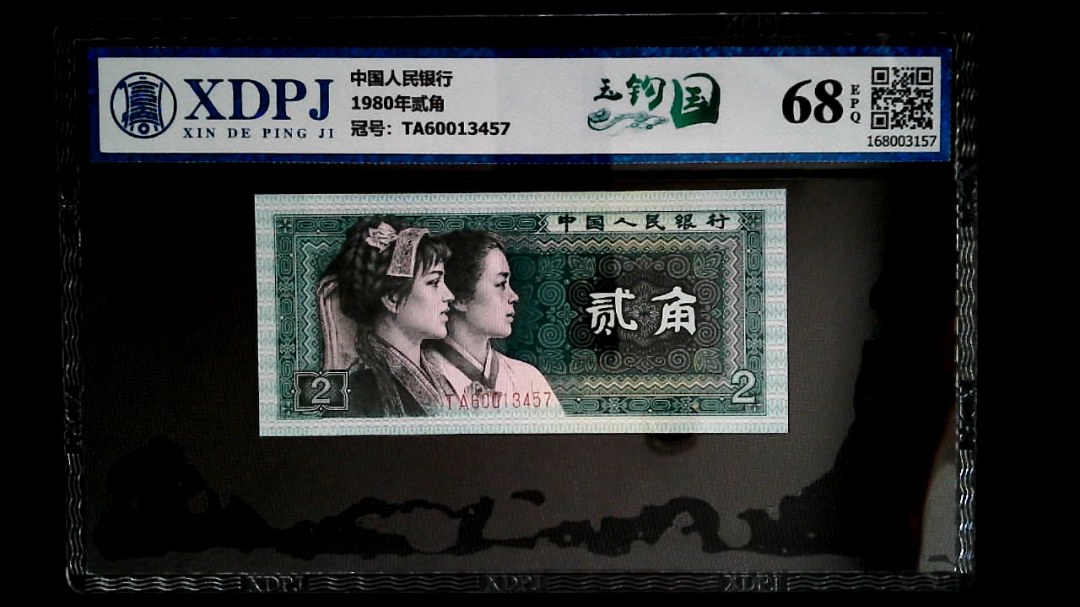 XDPJ
XIN DE PING JI
中国人民银行
1980年贰角
冠号：TA60013457
玉钩国
68
EPQ
168003157
中国人民银行
贰角
2
2
TA60013457
XDPJ
XDPJ
XDPJ